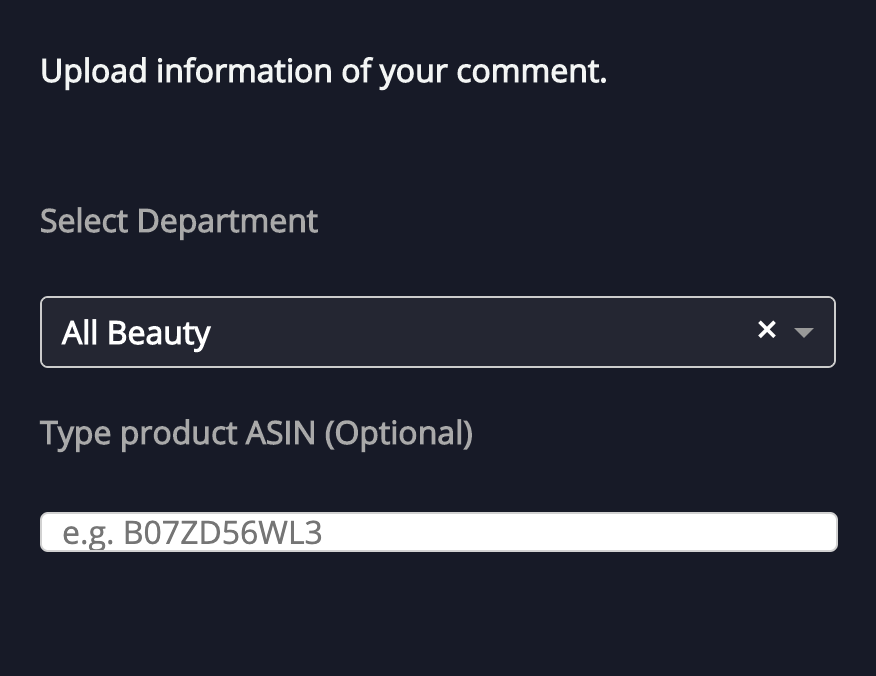 Upload information of your comment.
Select Department
All Beauty
Type product ASIN (Optional)
e.g. B07ZD56WL3